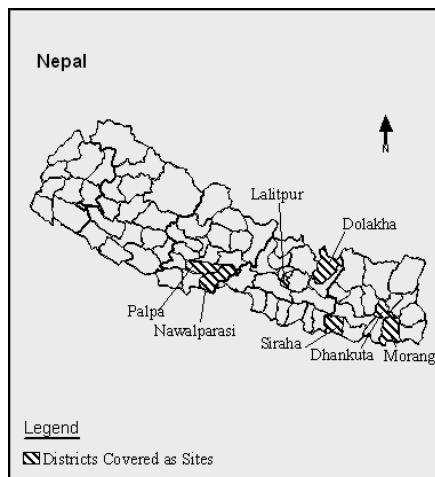 Nepal
N
Lalitpur
Dolakha
Palpa
Nawalparasi
Siraha
Dhankuta
Morang
Legend
Districts Covered as Sites